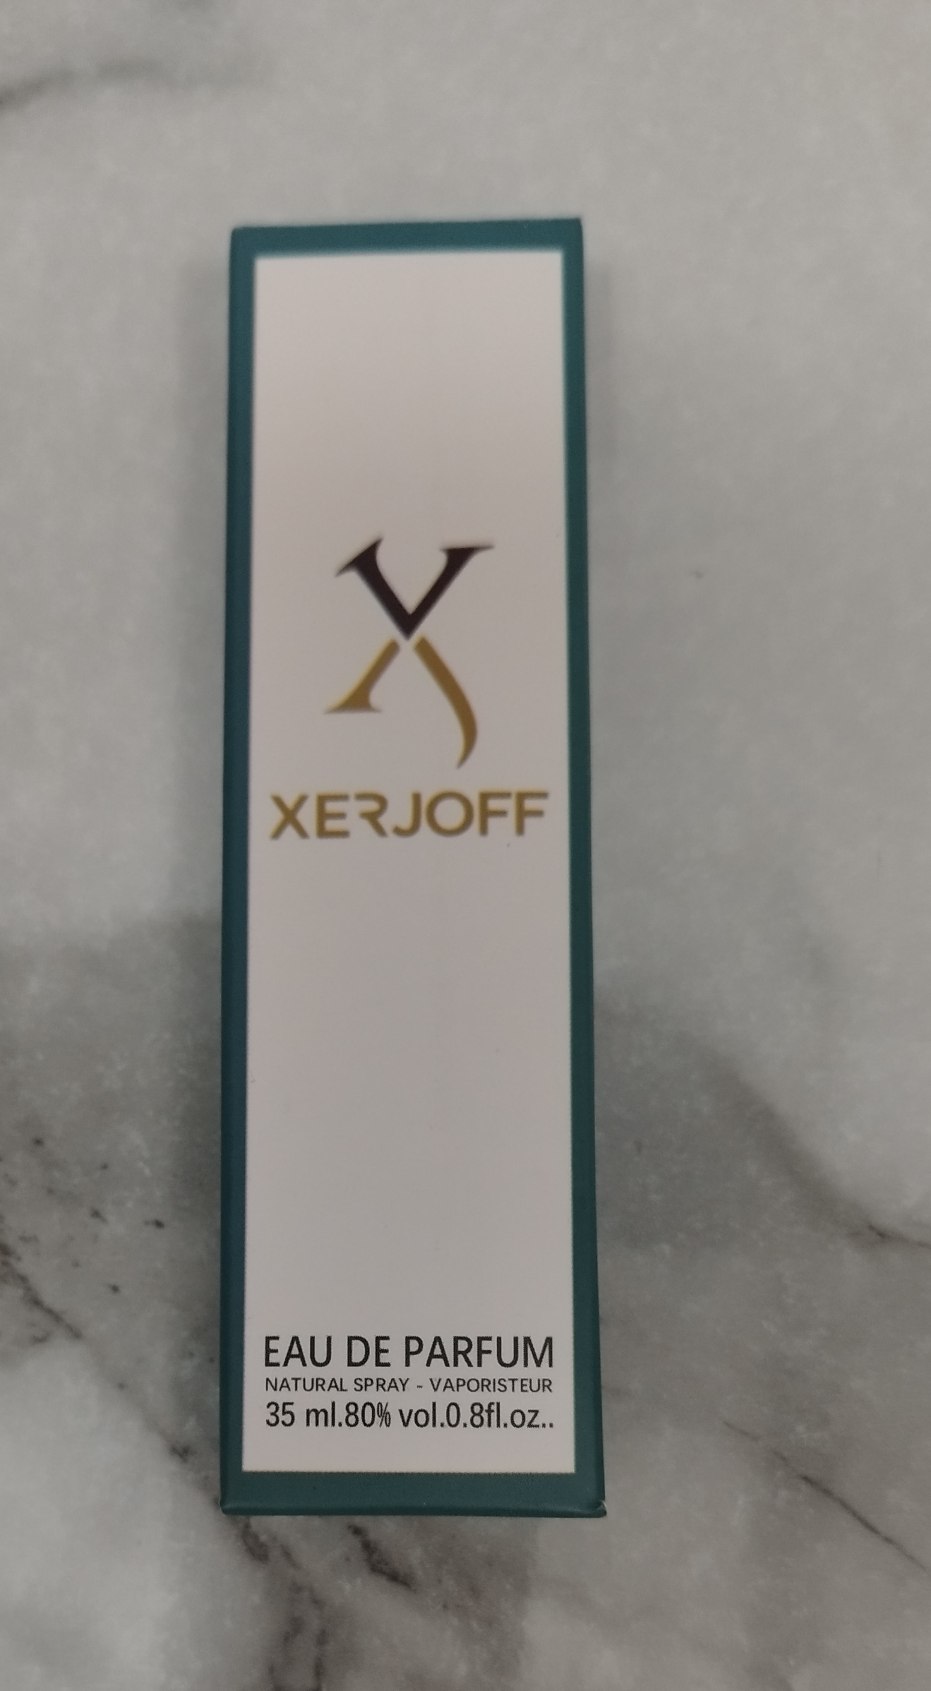 X
XERJOFF
EAU DE PARFUM
NATURAL SPRAY - VAPORISTEUR
35 ml.80% vol.0.8fl.oz..